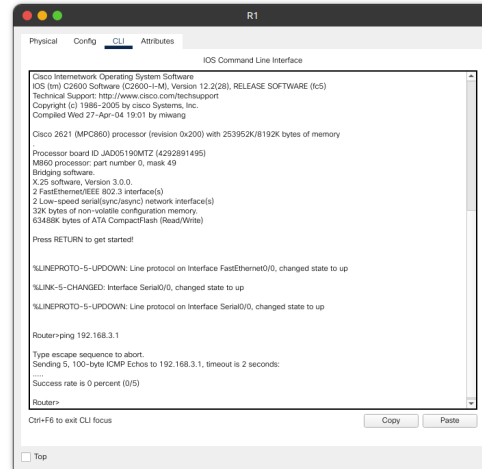 R1
Physical Config CLI Attributes
IOS Command Line Interface
Cisco Internetwork Operating System Software
IOS (tm) C2600 Software (C2600-I-M), Version 12.2(28), RELEASE SOFTWARE (fc5)
Technical Support: http://www.cisco.com/techsupport
Copyright (c) 1986-2005 by cisco Systems, Inc.
Compiled Wed 27-Apr-04 19:01 by miwang
Cisco 2621 (MPC860) processor (revision 0x200) with 253952K/8192K bytes of memory
.
Processor board ID JAD05190MTZ (4292891495)
M860 processor: part number 0, mask 49
Bridging software.
X.25 software, Version 3.0.0.
2 FastEthernet/IEEE 802.3 interface(s)
2 Low-speed serial(sync/async) network interface(s)
32K bytes of non-volatile configuration memory.
63488K bytes of ATA CompactFlash (Read/Write)
Press RETURN to get started!
%LINEPROTO-5-UPDOWN: Line protocol on Interface FastEthernet0/0, changed state to up
%LINK-5-CHANGED: Interface Serial0/0, changed state to up
%LINEPROTO-5-UPDOWN: Line protocol on Interface Serial0/0, changed state to up
Router>ping 192.168.3.1
Type escape sequence to abort.
Sending 5, 100-byte ICMP Echos to 192.168.3.1, timeout is 2 seconds:
.....
Success rate is 0 percent (0/5)
Router>
Ctrl+F6 to exit CLI focus
Copy Paste
Top